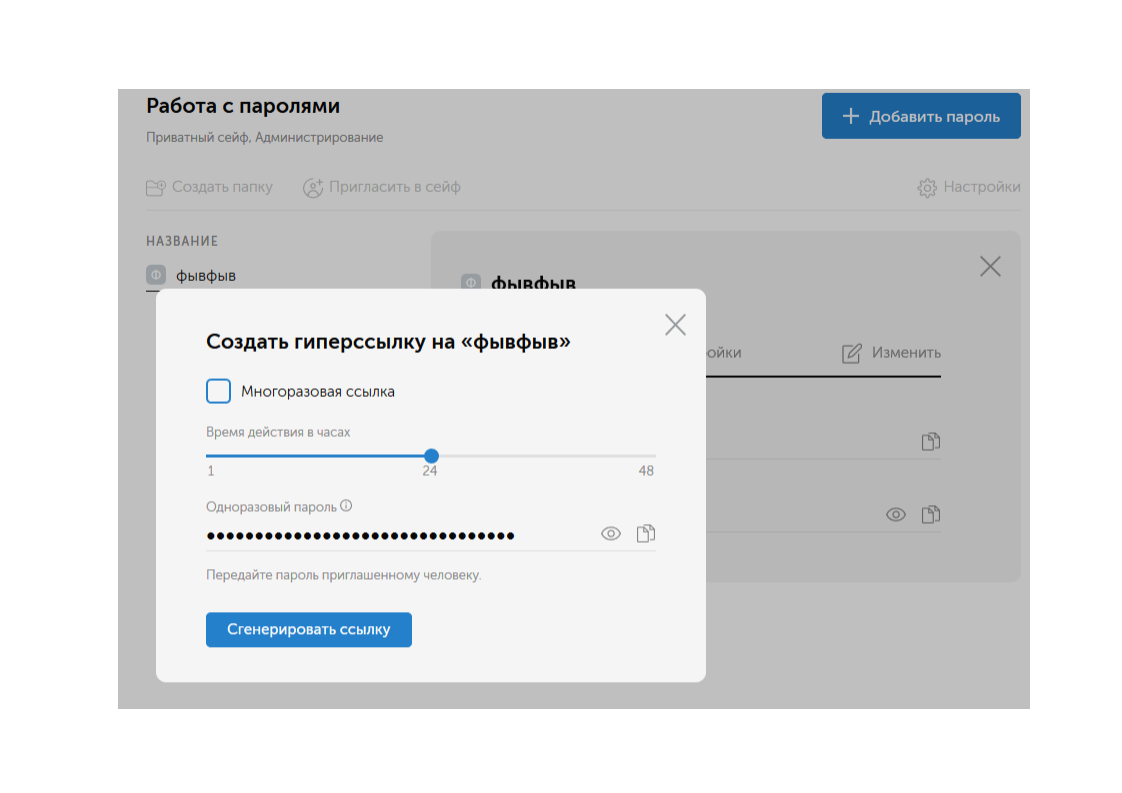 Работа с паролями
Добавить пароль
Приватный сейф, Администрирование
Создать папку Пригласить в сейф Настройки
НАЗВАНИЕ
Ф фывфыв
Ф фывфыв
Создать гиперссылку на «фывфыв»
ойки Изменить
Многоразовая ссылка
Время действия в часах
1 24 48
Одноразовый пароль
••••••••••••••••••••••••••••••••
Передайте пароль приглашенному человеку.
Сгенерировать ссылку